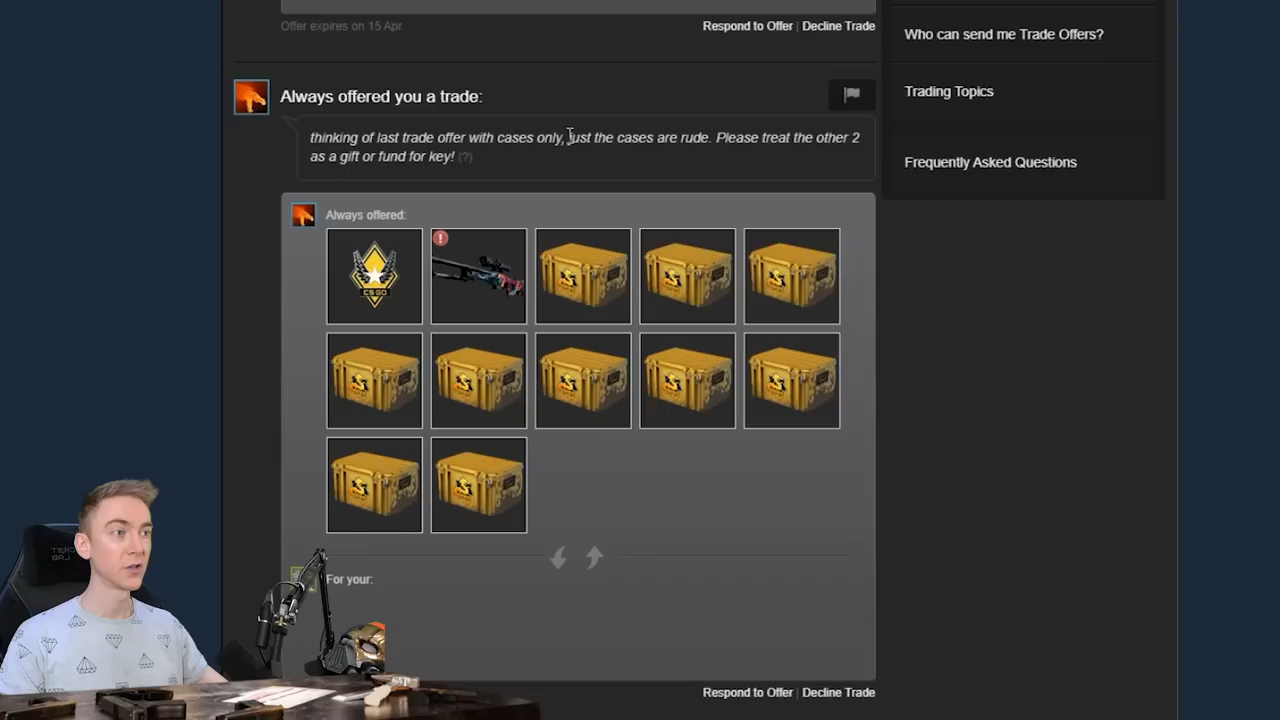 Offer expires on 15 Apr
Respond to Offer | Decline Trade
Who can send me Trade Offers?
Always offered you a trade:
Trading Topics
thinking of last trade offer with cases only, just the cases are rude. Please treat the other 2
as a gift or fund for key! (?)
Frequently Asked Questions
Always offered:
!
CS GO
For your:
Respond to Offer | Decline Trade